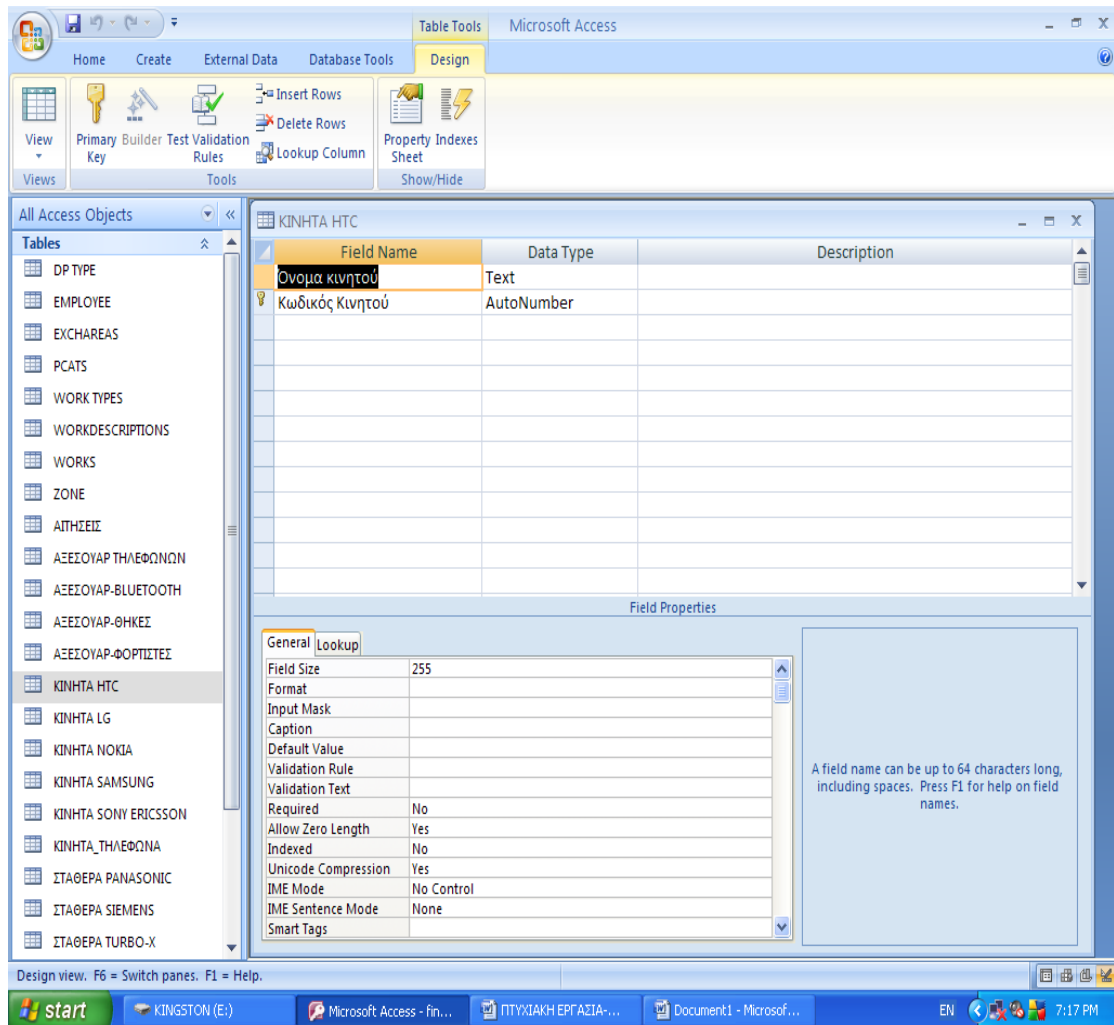 Table Tools
Microsoft Access
Home Create External Data Database Tools Design
View
Primary Key
Builder
Test Validation Rules
Insert Rows
Delete Rows
Lookup Column
Property Sheet
Indexes
Views Tools Show/Hide
All Access Objects
Tables
DP TYPE
EMPLOYEE
EXCHAREAS
PCATS
WORK TYPES
WORKDESCRIPTIONS
WORKS
ZONE
ΑΙΤΗΣΕΙΣ
ΑΞΕΣΟΥΑΡ ΤΗΛΕΦΩΝΩΝ
ΑΞΕΣΟΥΑΡ-BLUETOOTH
ΑΞΕΣΟΥΑΡ-ΘΗΚΕΣ
ΑΞΕΣΟΥΑΡ-ΦΟΡΤΙΣΤΕΣ
ΚΙΝΗΤΑ HTC
ΚΙΝΗΤΑ LG
ΚΙΝΗΤΑ NOKIA
ΚΙΝΗΤΑ SAMSUNG
ΚΙΝΗΤΑ SONY ERICSSON
ΚΙΝΗΤΑ_ΤΗΛΕΦΩΝΑ
ΣΤΑΘΕΡΑ PANASONIC
ΣΤΑΘΕΡΑ SIEMENS
ΣΤΑΘΕΡΑ TURBO-X
ΚΙΝΗΤΑ HTC
Field Name Data Type Description
Όνομα κινητού Text
Κωδικός Κινητού AutoNumber
Field Properties
General Lookup
Field Size 255
Format
Input Mask
Caption
Default Value
Validation Rule
Validation Text
Required No
Allow Zero Length Yes
Indexed No
Unicode Compression Yes
IME Mode No Control
IME Sentence Mode None
Smart Tags
A field name can be up to 64 characters long,
including spaces. Press F1 for help on field
names.
Design view. F6 = Switch panes. F1 = Help.
start KINGSTON (E:) Microsoft Access - fin... ΠΤΥΧΙΑΚΗ ΕΡΓΑΣΙΑ-... Document1 - Microsof... EN 7:17 PM